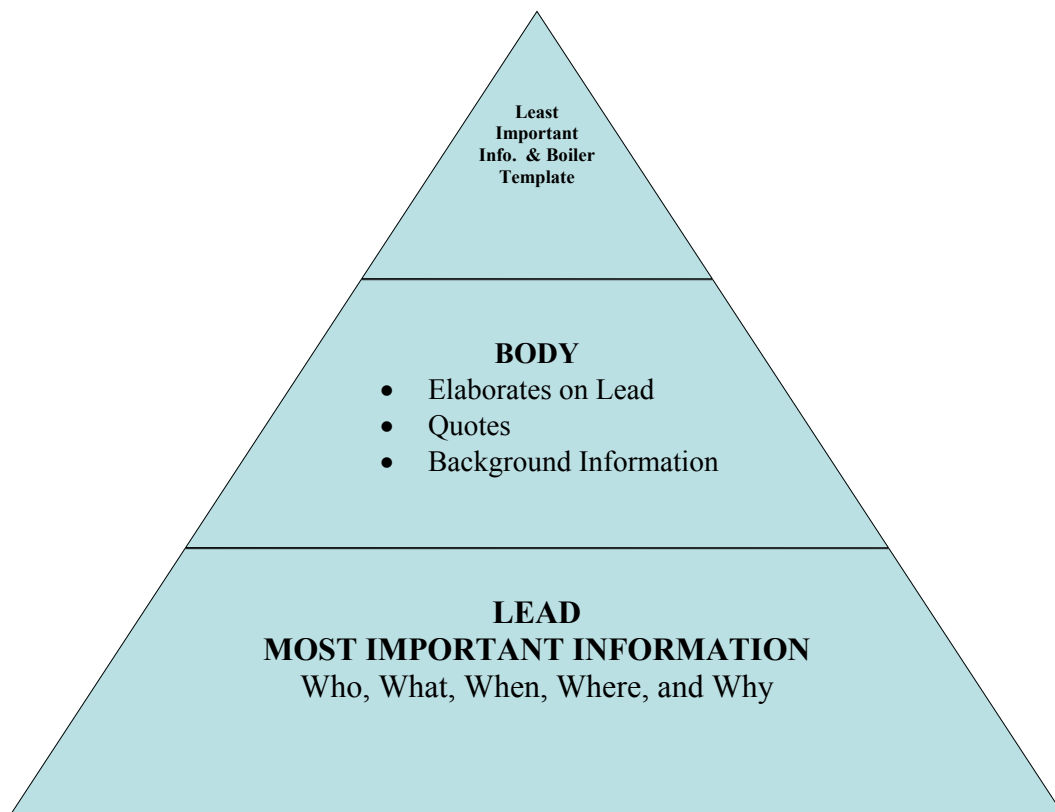 Least
Important
Info. & Boiler
Template
BODY
• Elaborates on Lead
• Quotes
• Background Information
LEAD
MOST IMPORTANT INFORMATION
Who, What, When, Where, and Why